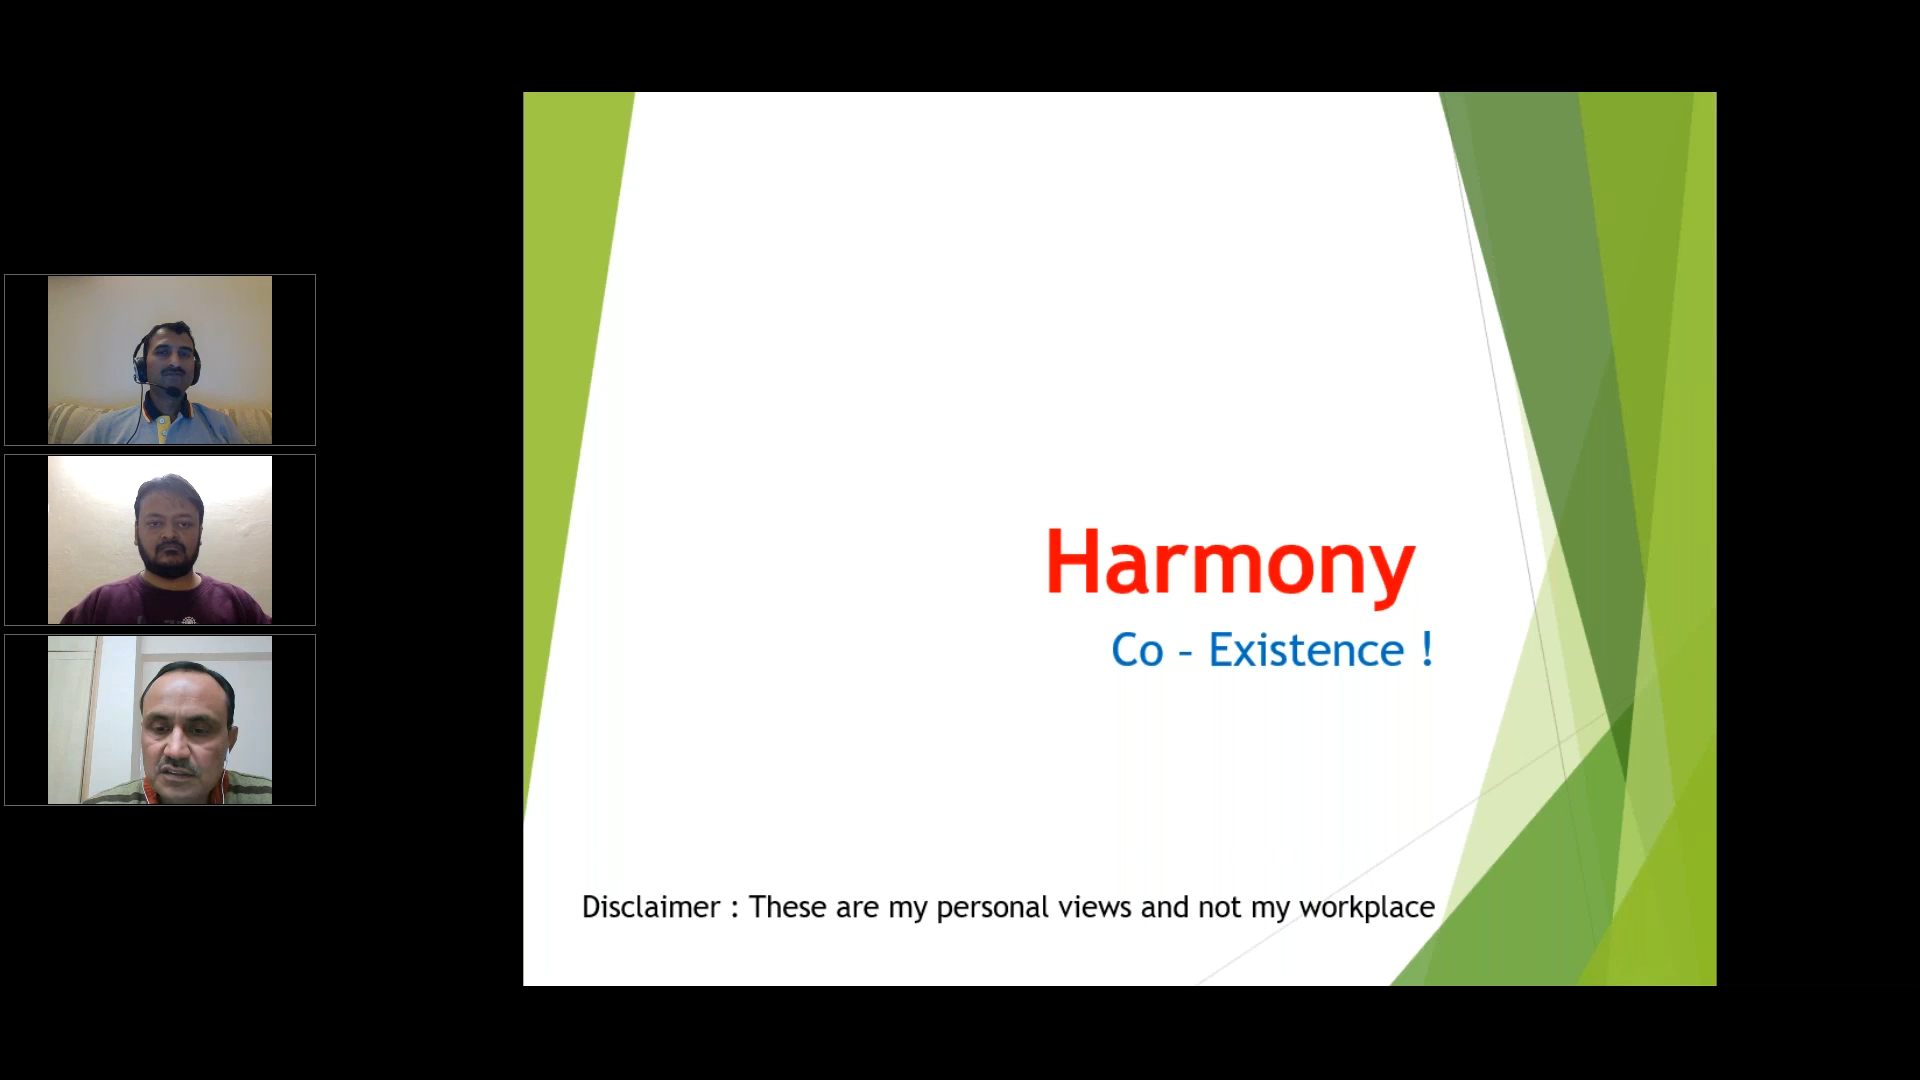 Harmony
Co - Existence !
Disclaimer : These are my personal views and not my workplace